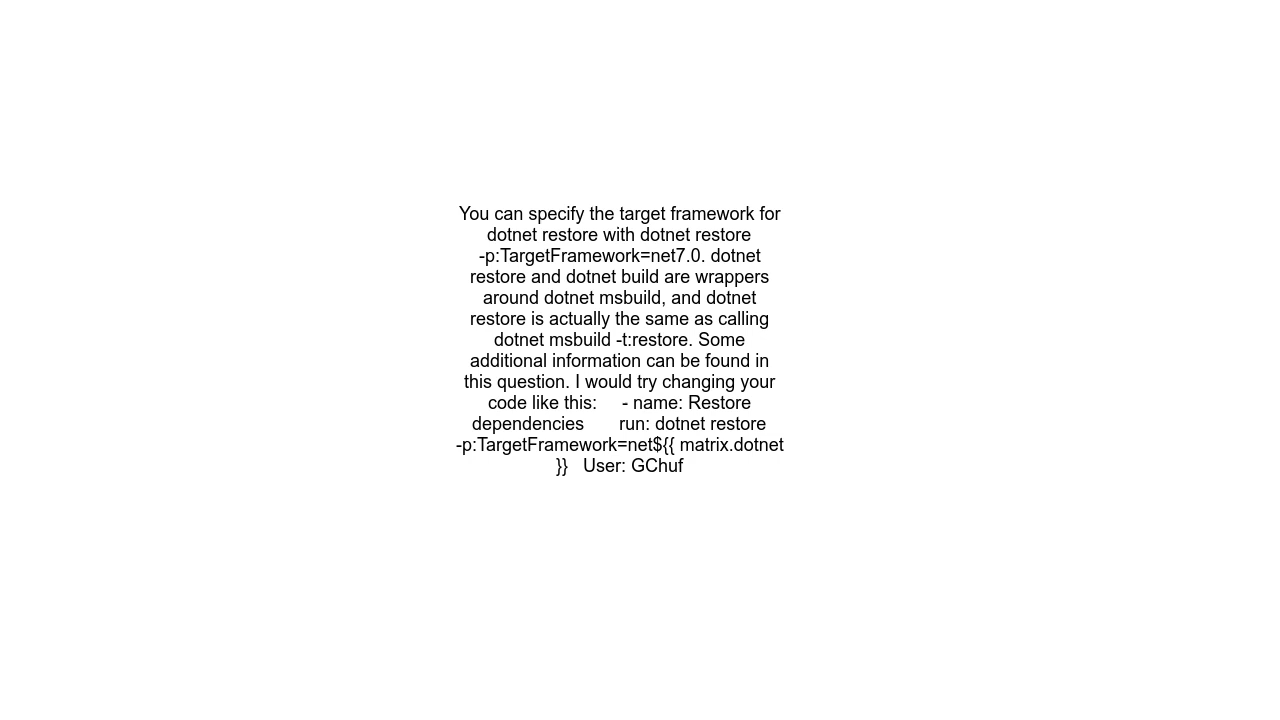 You can specify the target framework for
dotnet restore with dotnet restore
-p:TargetFramework=net7.0. dotnet
restore and dotnet build are wrappers
around dotnet msbuild, and dotnet
restore is actually the same as calling
dotnet msbuild -t:restore. Some
additional information can be found in
this question. I would try changing your
code like this:     - name: Restore
dependencies       run: dotnet restore
-p:TargetFramework=net${{ matrix.dotnet
}}   User: GChuf